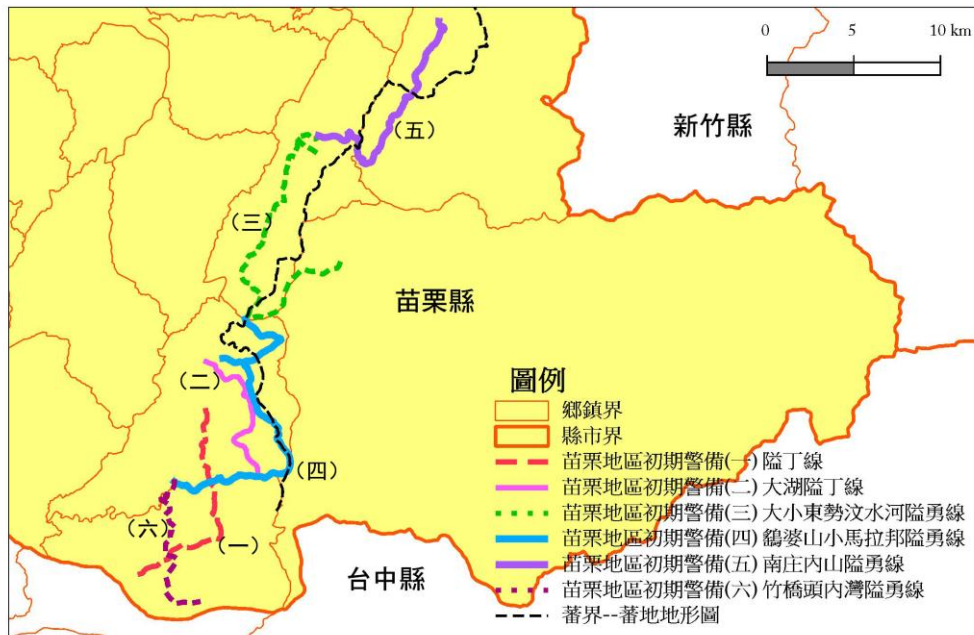 0 5 10 km
新竹縣
（五）
（三）
苗栗縣
（二）
（四）
（六）
（一）
台中縣
圖例
鄉鎮界
縣市界
苗栗地區初期警備(一) 隘丁線
苗栗地區初期警備(二) 大湖隘丁線
苗栗地區初期警備(三) 大小東勢汶水河隘勇線
苗栗地區初期警備(四) 鷂婆山小馬拉邦隘勇線
苗栗地區初期警備(五) 南庄內山隘勇線
苗栗地區初期警備(六) 竹橋頭內灣隘勇線
蕃界--蕃地地形圖